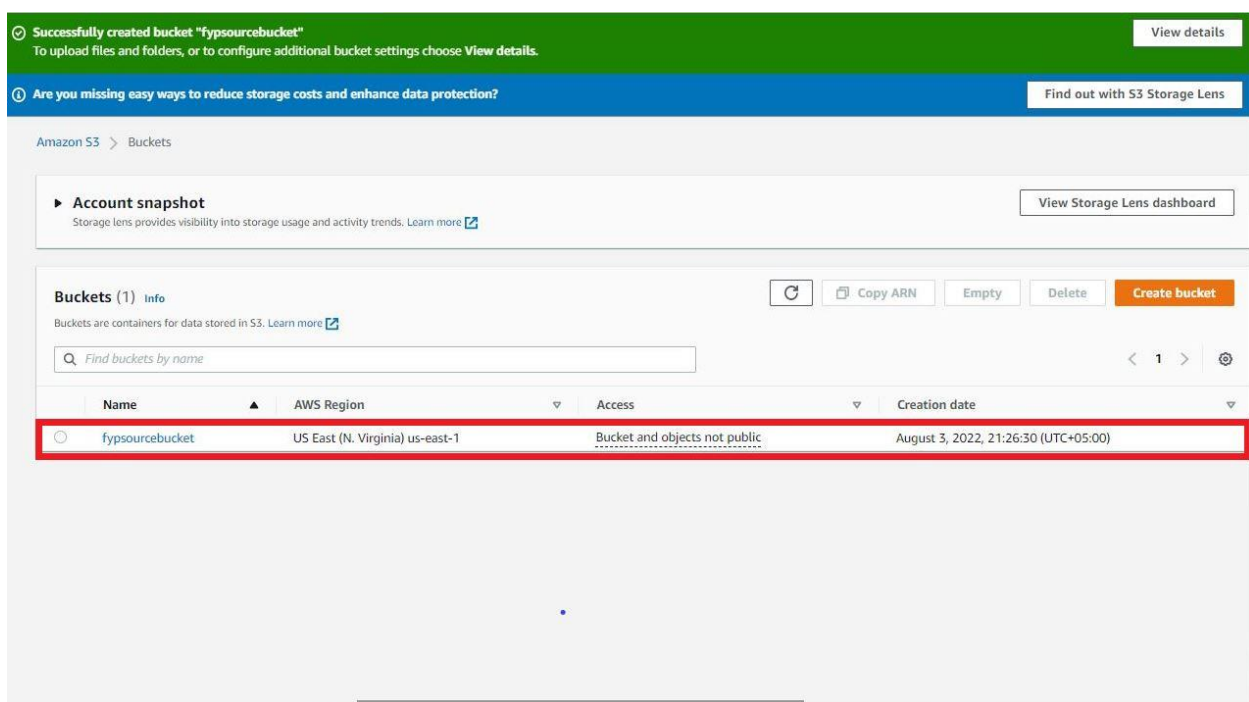 Successfully created bucket "fypsourcebucket"
View details
To upload files and folders, or to configure additional bucket settings choose View details.
Are you missing easy ways to reduce storage costs and enhance data protection?
Find out with S3 Storage Lens
Amazon S3 > Buckets
Account snapshot
View Storage Lens dashboard
Storage lens provides visibility into storage usage and activity trends. Learn more
Buckets (1) Info
Copy ARN
Empty
Delete
Create bucket
Buckets are containers for data stored in S3. Learn more
Find buckets by name
< 1 >
Name AWS Region Access Creation date
fypsourcebucket US East (N. Virginia) us-east-1 Bucket and objects not public August 3, 2022, 21:26:30 (UTC+05:00)